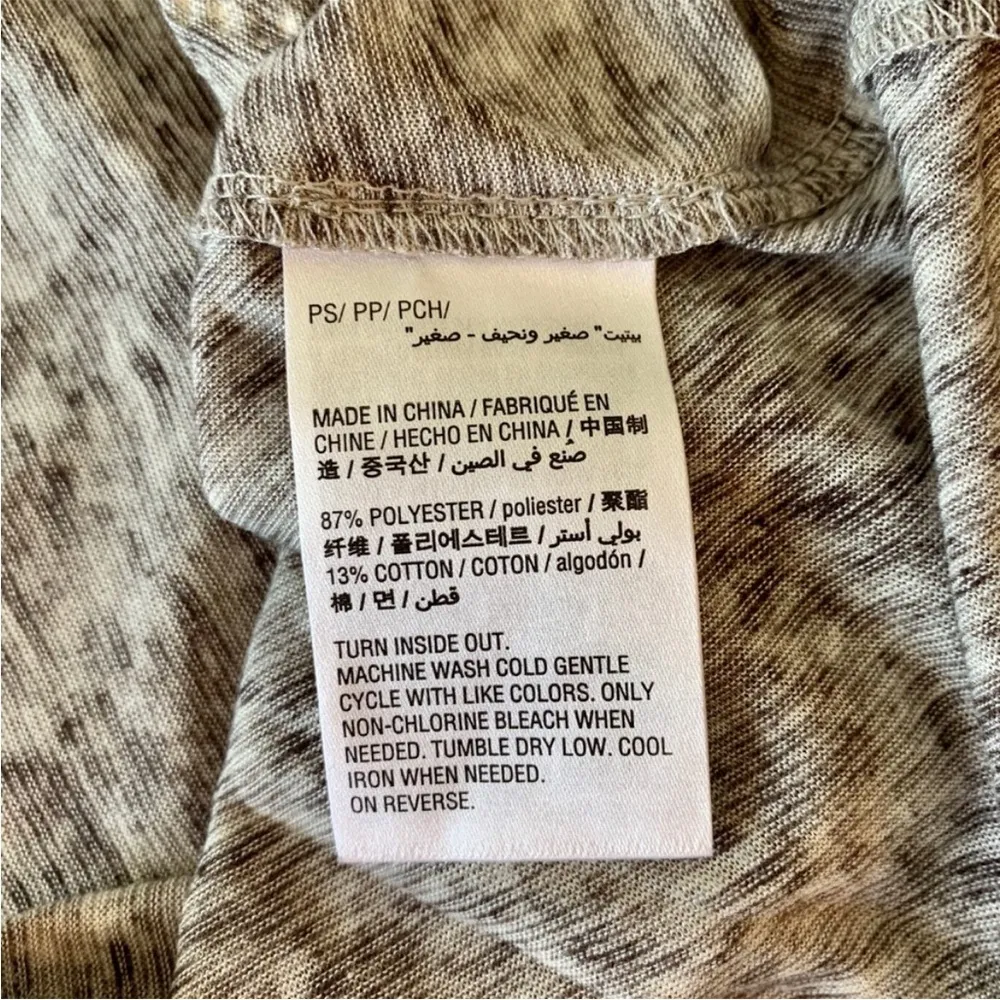 PS/ PP/ PCH/
بيتيت" صغير ونحيف - صغير"
MADE IN CHINA / FABRIQUÉ EN
CHINE / HECHO EN CHINA / 中国制
造 / 중국산 / صُنع في الصين
87% POLYESTER / poliester / 聚酯
纤维 / 폴리에스테르 / بولي أستر /
13% COTTON / COTON / algodón /
棉 / 면 / قطن
TURN INSIDE OUT.
MACHINE WASH COLD GENTLE
CYCLE WITH LIKE COLORS. ONLY
NON-CHLORINE BLEACH WHEN
NEEDED. TUMBLE DRY LOW. COOL
IRON WHEN NEEDED.
ON REVERSE.